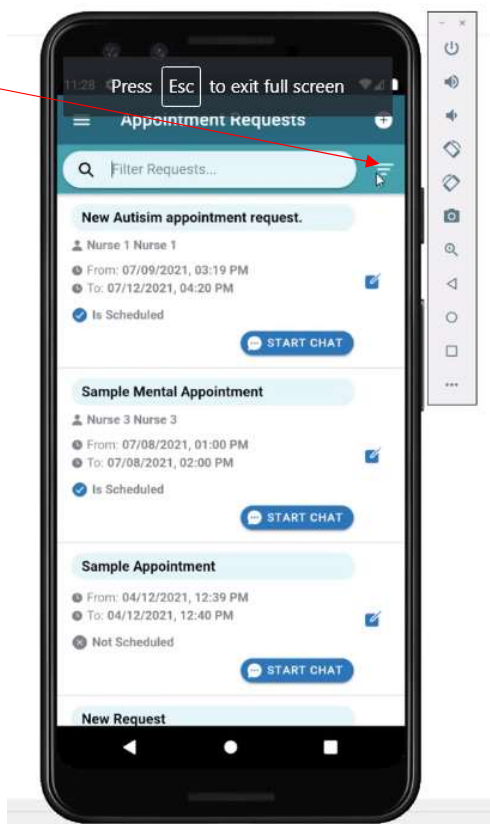 11:28
Press Esc to exit full screen
Appointment Requests
Filter Requests...
New Autisim appointment request.
Nurse 1 Nurse 1
From: 07/09/2021, 03:19 PM
To: 07/12/2021, 04:20 PM
Is Scheduled
START CHAT
Sample Mental Appointment
Nurse 3 Nurse 3
From: 07/08/2021, 01:00 PM
To: 07/08/2021, 02:00 PM
Is Scheduled
START CHAT
Sample Appointment
From: 04/12/2021, 12:39 PM
To: 04/12/2021, 12:40 PM
Not Scheduled
START CHAT
New Request